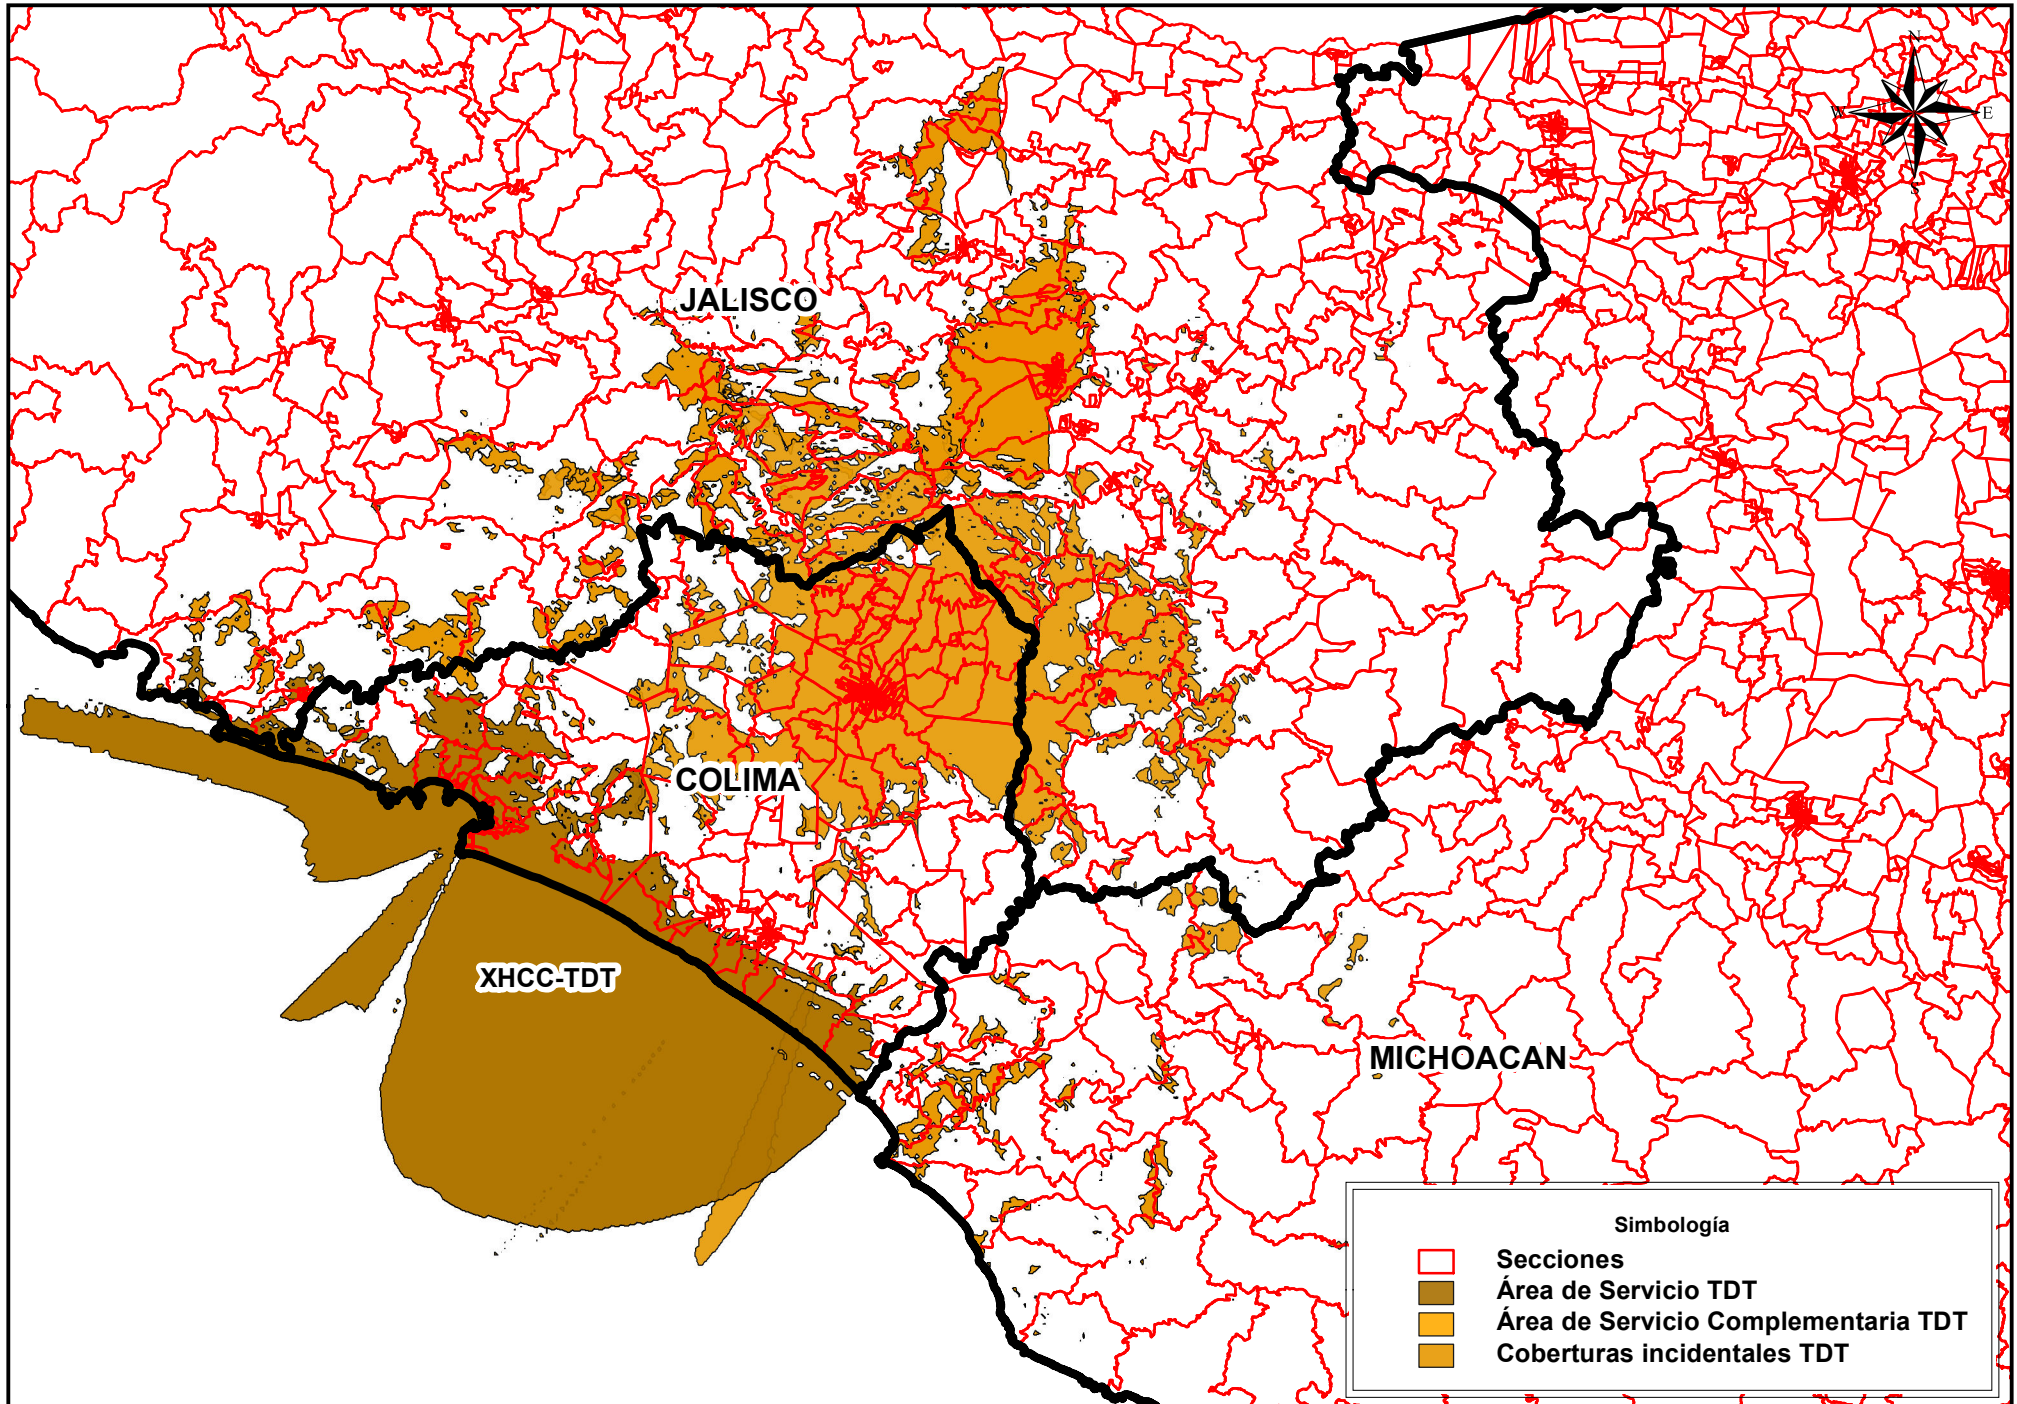 N
W
E
S
JALISCO
COLIMA
XHCC-TDT
MICHOACAN
Simbología
Secciones
Área de Servicio TDT
Área de Servicio Complementaria TDT
Coberturas incidentales TDT